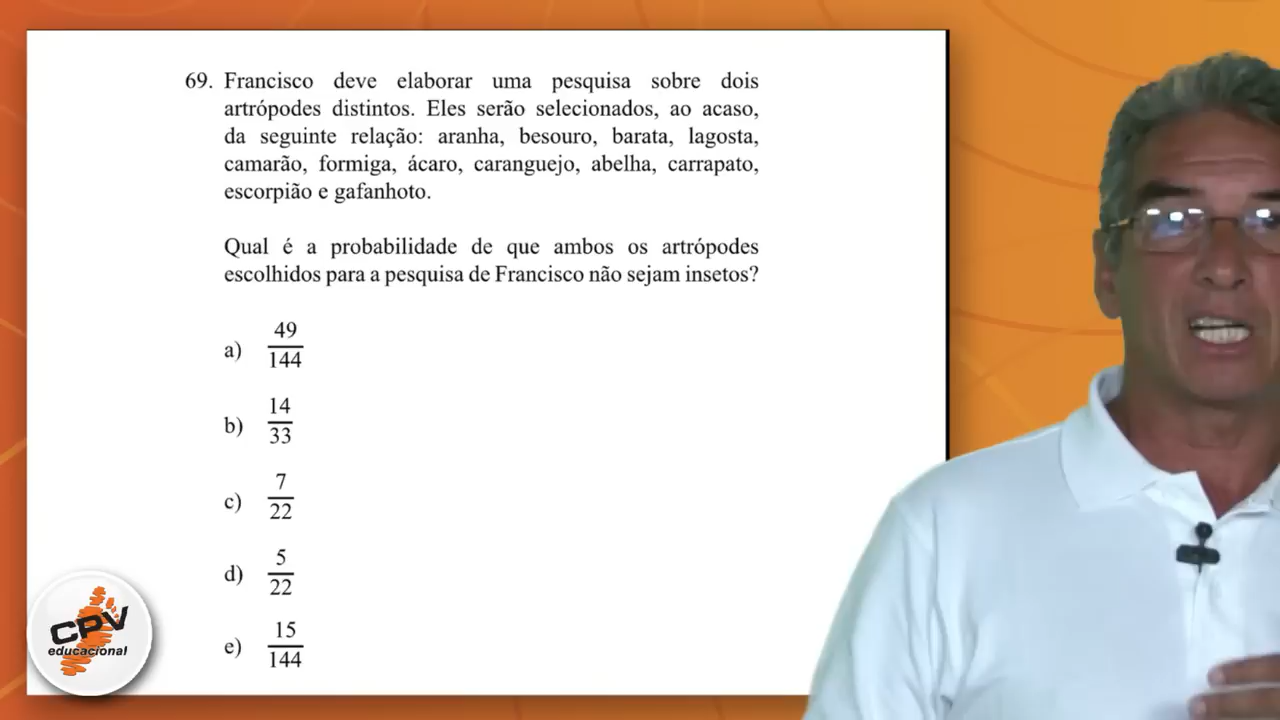 69. Francisco deve elaborar uma pesquisa sobre dois
artrópodes distintos. Eles serão selecionados, ao acaso,
da seguinte relação: aranha, besouro, barata, lagosta,
camarão, formiga, ácaro, caranguejo, abelha, carrapato,
escorpião e gafanhoto.
Qual é a probabilidade de que ambos os artrópodes
escolhidos para a pesquisa de Francisco não sejam insetos?
a) 49/144
b) 14/33
c) 7/22
d) 5/22
e) 15/144
CPV
educacional